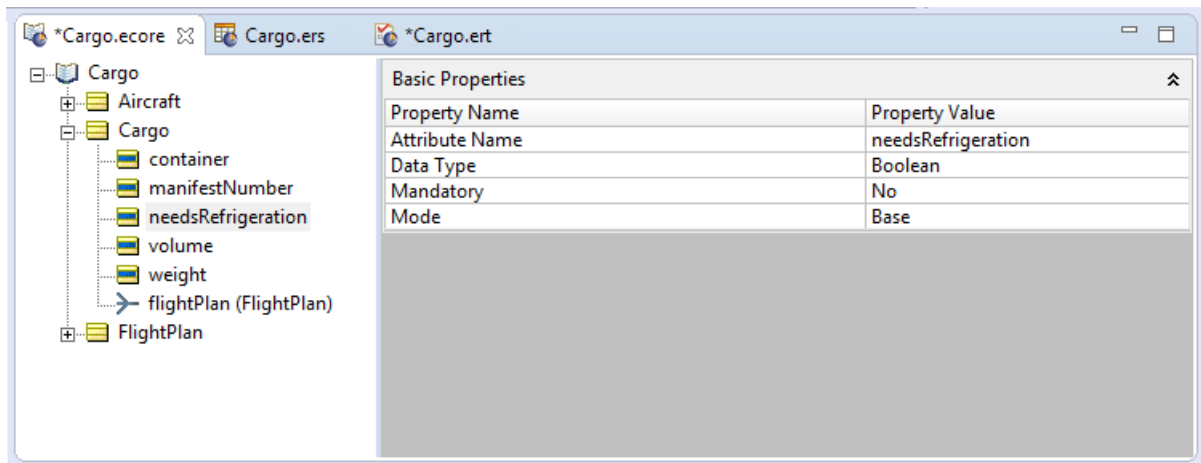 *Cargo.ecore Cargo.ers *Cargo.ert
Cargo
Aircraft
Cargo
container
manifestNumber
needsRefrigeration
volume
weight
flightPlan (FlightPlan)
FlightPlan
Basic Properties
Property Name Property Value
Attribute Name needsRefrigeration
Data Type Boolean
Mandatory No
Mode Base